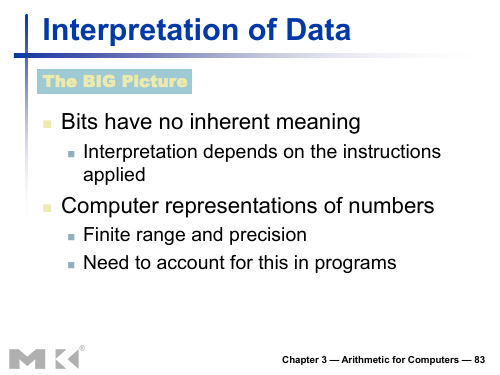 Interpretation of Data
The BIG Picture
Bits have no inherent meaning
Interpretation depends on the instructions
applied
Computer representations of numbers
Finite range and precision
Need to account for this in programs
MK®
Chapter 3 — Arithmetic for Computers — 83